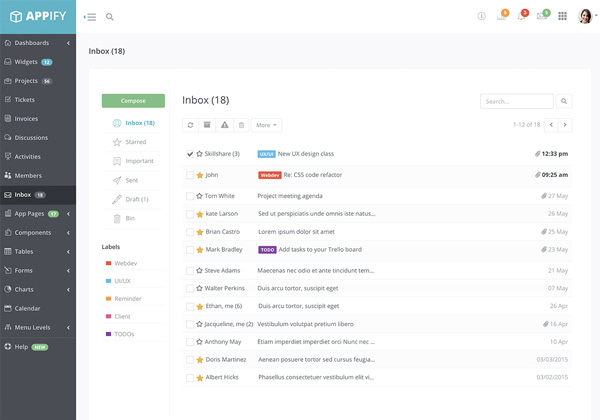 APPIFY
Inbox (18)
Dashboards
Widgets 12
Projects 56
Tickets
Invoices
Discussions
Activities
Members
Inbox 18
App Pages 17
Components
Tables
Forms
Charts
Calendar
Menu Levels
Help NEW
Compose
Inbox (18)
Starred
Important
Sent
Draft (1)
Bin
Labels
Webdev
UI/UX
Reminder
Client
TODOs
Inbox (18)
Search...
More
1-12 of 18
Skillshare (3) UX/UI New UX design class 12:33 pm
John Webdev Re: CSS code refactor 09:25 am
Tom White Project meeting agenda 27 May
kate Larson Sed ut perspiciatis unde omnis iste natus... 26 May
Brian Castro Lorem ipsum dolor sit amet 25 May
Mark Bradley TODO Add tasks to your Trello board 23 May
Steve Adams Maecenas nec odio et ante tincidunt tem... 21 May
Walter Perkins Duis arcu tortor, suscipit eget 07 May
Ethan, me (6) Duis arcu tortor, suscipit eget 26 Apr
Jacqueline, me (2) Vestibulum volutpat pretium libero 16 Apr
Anthony May Etiam imperdiet imperdiet orci Nunc nec ... 10 Apr
Doris Martinez Aenean posuere tortor sed cursus feugia... 03/03/2015
Albert Hicks Phasellus consectetuer vestibulum elit vi... 03/02/2015